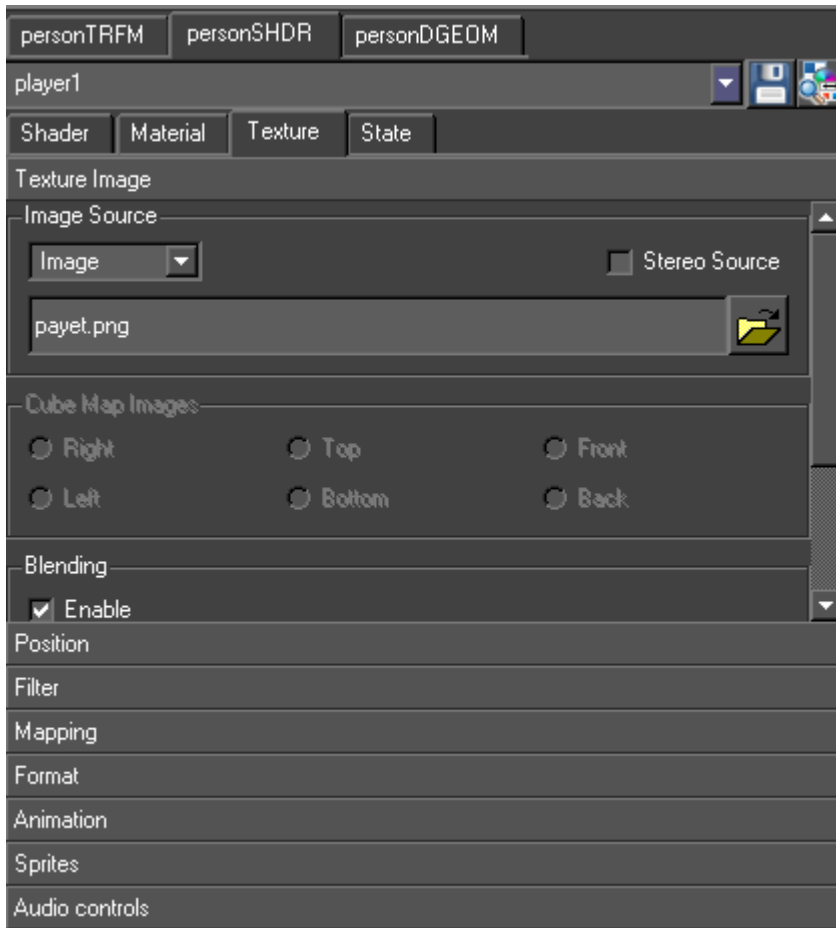 personTRFM personSHDR personDGEOM
player1
Shader Material Texture State
Texture Image
Image Source
Image Stereo Source
payet.png
Cube Map Images
Right Top Front
Left Bottom Back
Blending
Enable
Position
Filter
Mapping
Format
Animation
Sprites
Audio controls